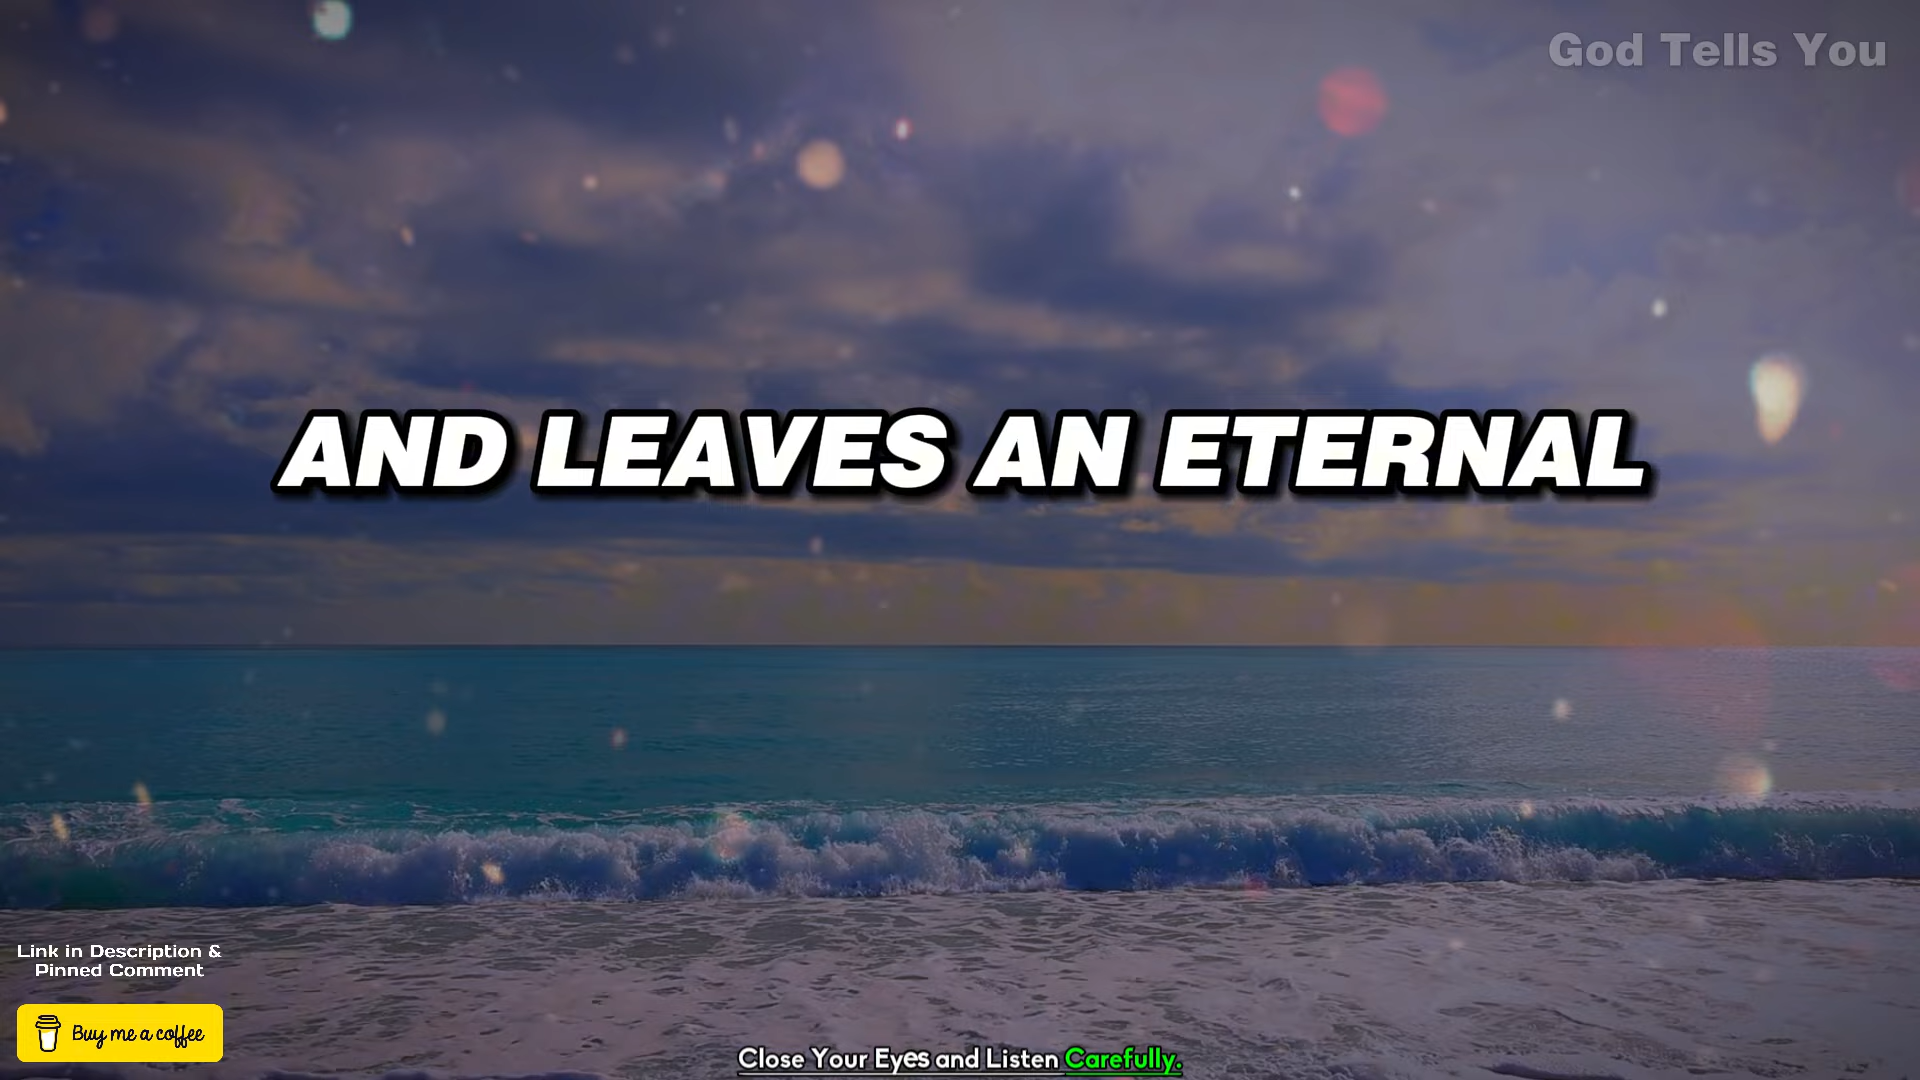 God Tells You
AND LEAVES AN ETERNAL
Link in Description &
Pinned Comment
Buy me a coffee
Close Your Eyes and Listen Carefully.